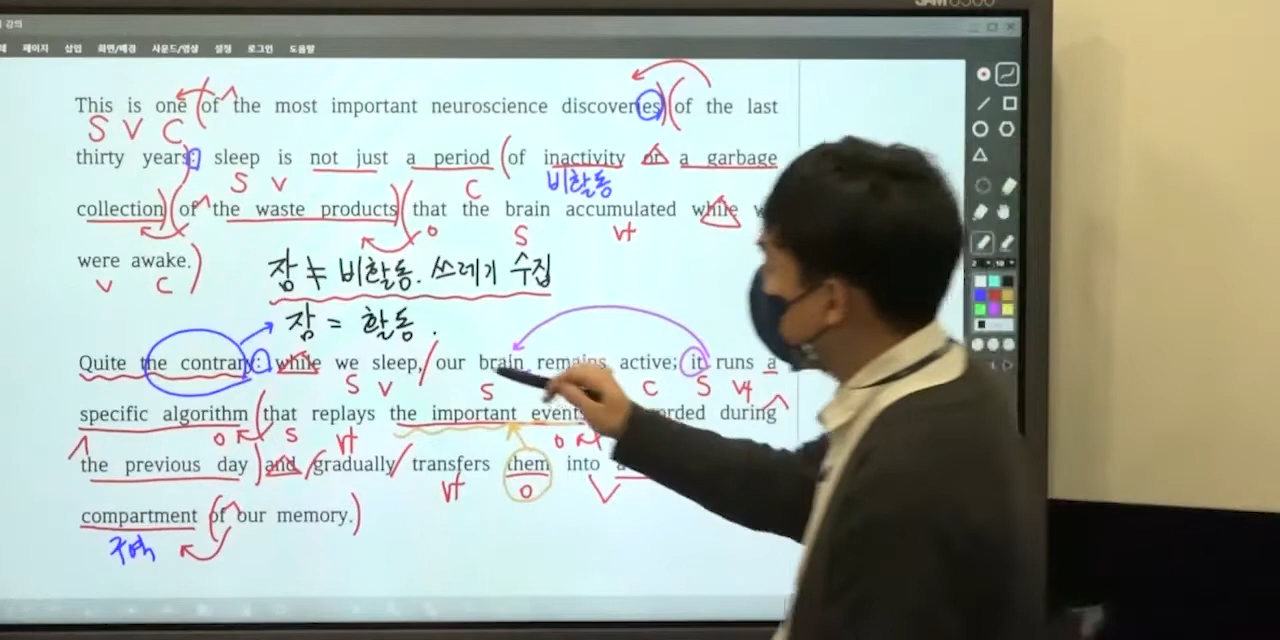 강의
페이지 삽입 화면/배경 사운드/영상 설정 로그인 도움말
This is one of the most important neuroscience discoveries of the last
S V C
thirty years: sleep is not just a period of inactivity or a garbage
S V C 비활동
collection of the waste products that the brain accumulated while
O S vt
were awake.
V C
잠 ≠ 비활동. 쓰레기 수집
잠 = 활동.
Quite the contrary: while we sleep, our brain remains active; it runs a
S V S C S vt
specific algorithm that replays the important events during
O S vt O
the previous day and gradually transfers them into
vt O
compartment of our memory.
구역